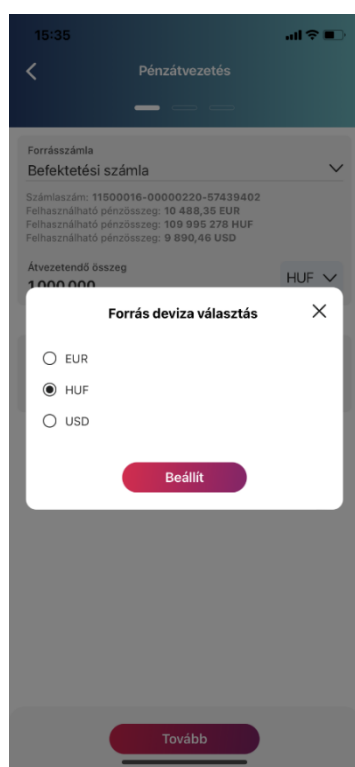 15:35
Pénzátvezetés
Forrásszámla
Befektetési számla
Számlaszám: 11500016-00000220-57439402
Felhasználható pénzösszeg: 10 488,35 EUR
Felhasználható pénzösszeg: 109 995 278 HUF
Felhasználható pénzösszeg: 9 890,46 USD
Átvezetendő összeg
1 000 000
HUF
Forrás deviza választás
EUR
HUF
USD
Beállít
Tovább